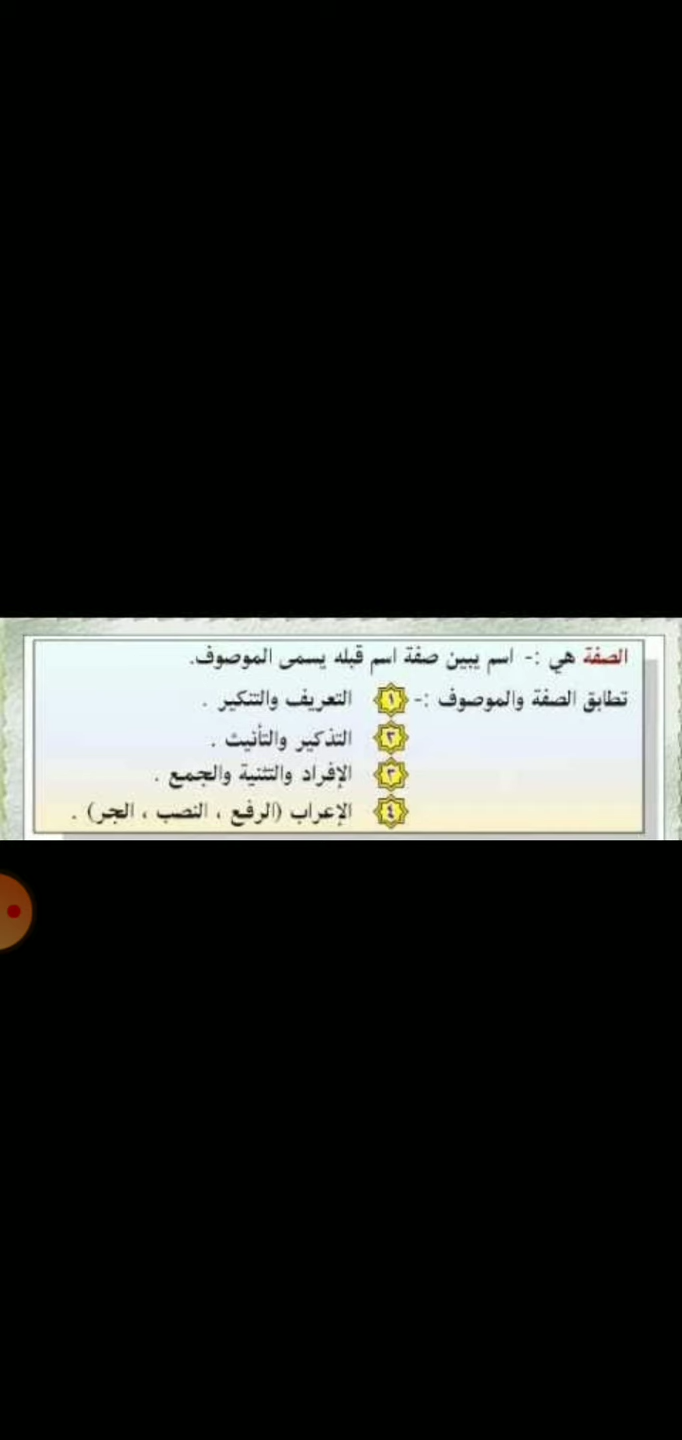 الصفة هي :- اسم يبين صفة اسم قبله يسمى الموصوف.
تطابق الصفة والموصوف :- ١ التعريف والتنكير .
٢ التذكير والتأنيث .
٣ الإفراد والتثنية والجمع .
٤ الإعراب (الرفع ، النصب ، الجر) .